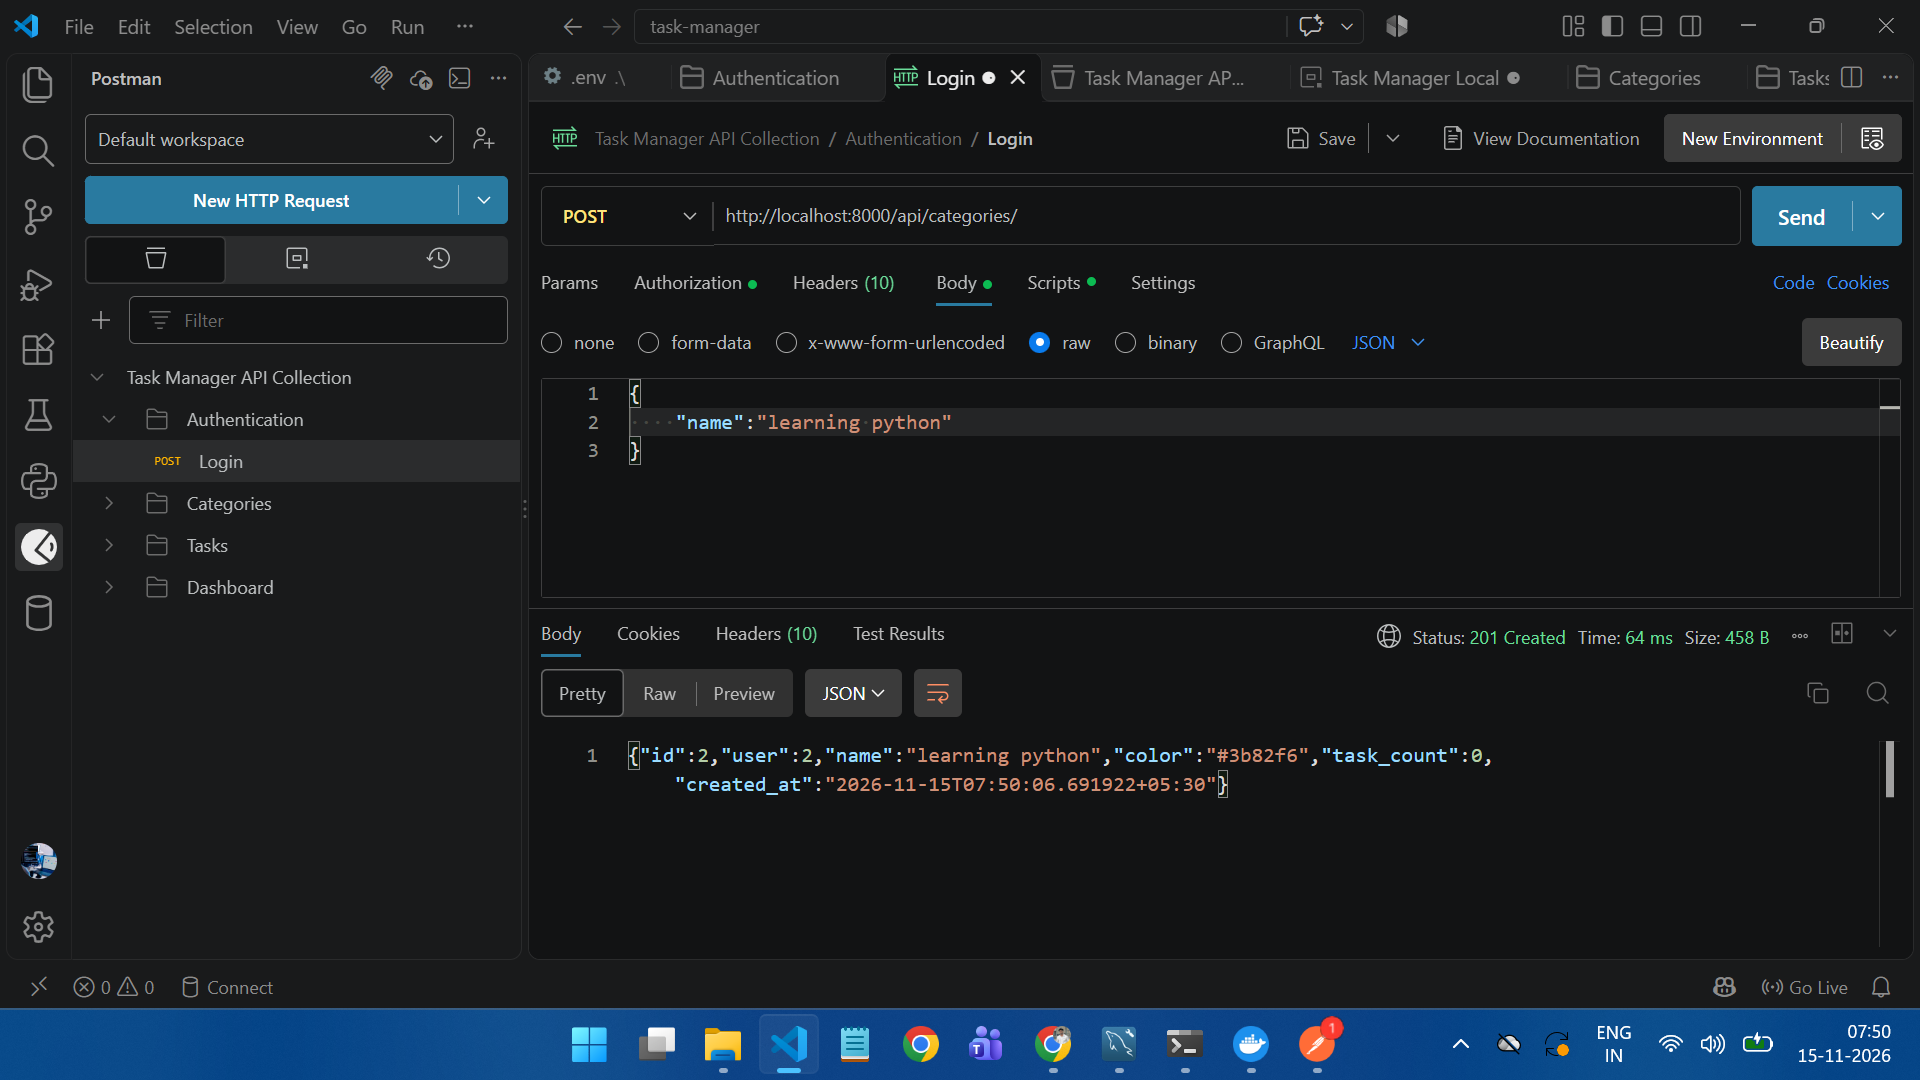 File Edit Selection View Go Run ···
task-manager
Postman
Default workspace
New HTTP Request
Filter
Task Manager API Collection
Authentication
POST Login
Categories
Tasks
Dashboard
.env .\
Authentication
HTTP Login
Task Manager AP...
Task Manager Local
Categories
Tasks
HTTP Task Manager API Collection / Authentication / Login
Save
View Documentation
New Environment
POST http://localhost:8000/api/categories/
Send
Params Authorization Headers (10) Body Scripts Settings
Code Cookies
none form-data x-www-form-urlencoded raw binary GraphQL JSON
Beautify
1 {
2 ····"name":"learning·python"
3 }
Body Cookies Headers (10) Test Results
Status: 201 Created Time: 64 ms Size: 458 B
Pretty Raw Preview JSON
1 {"id":2,"user":2,"name":"learning python","color":"#3b82f6","task_count":0,
"created_at":"2026-11-15T07:50:06.691922+05:30"}
0 0 Connect
Go Live
T
1
ENG
IN
07:50
15-11-2026